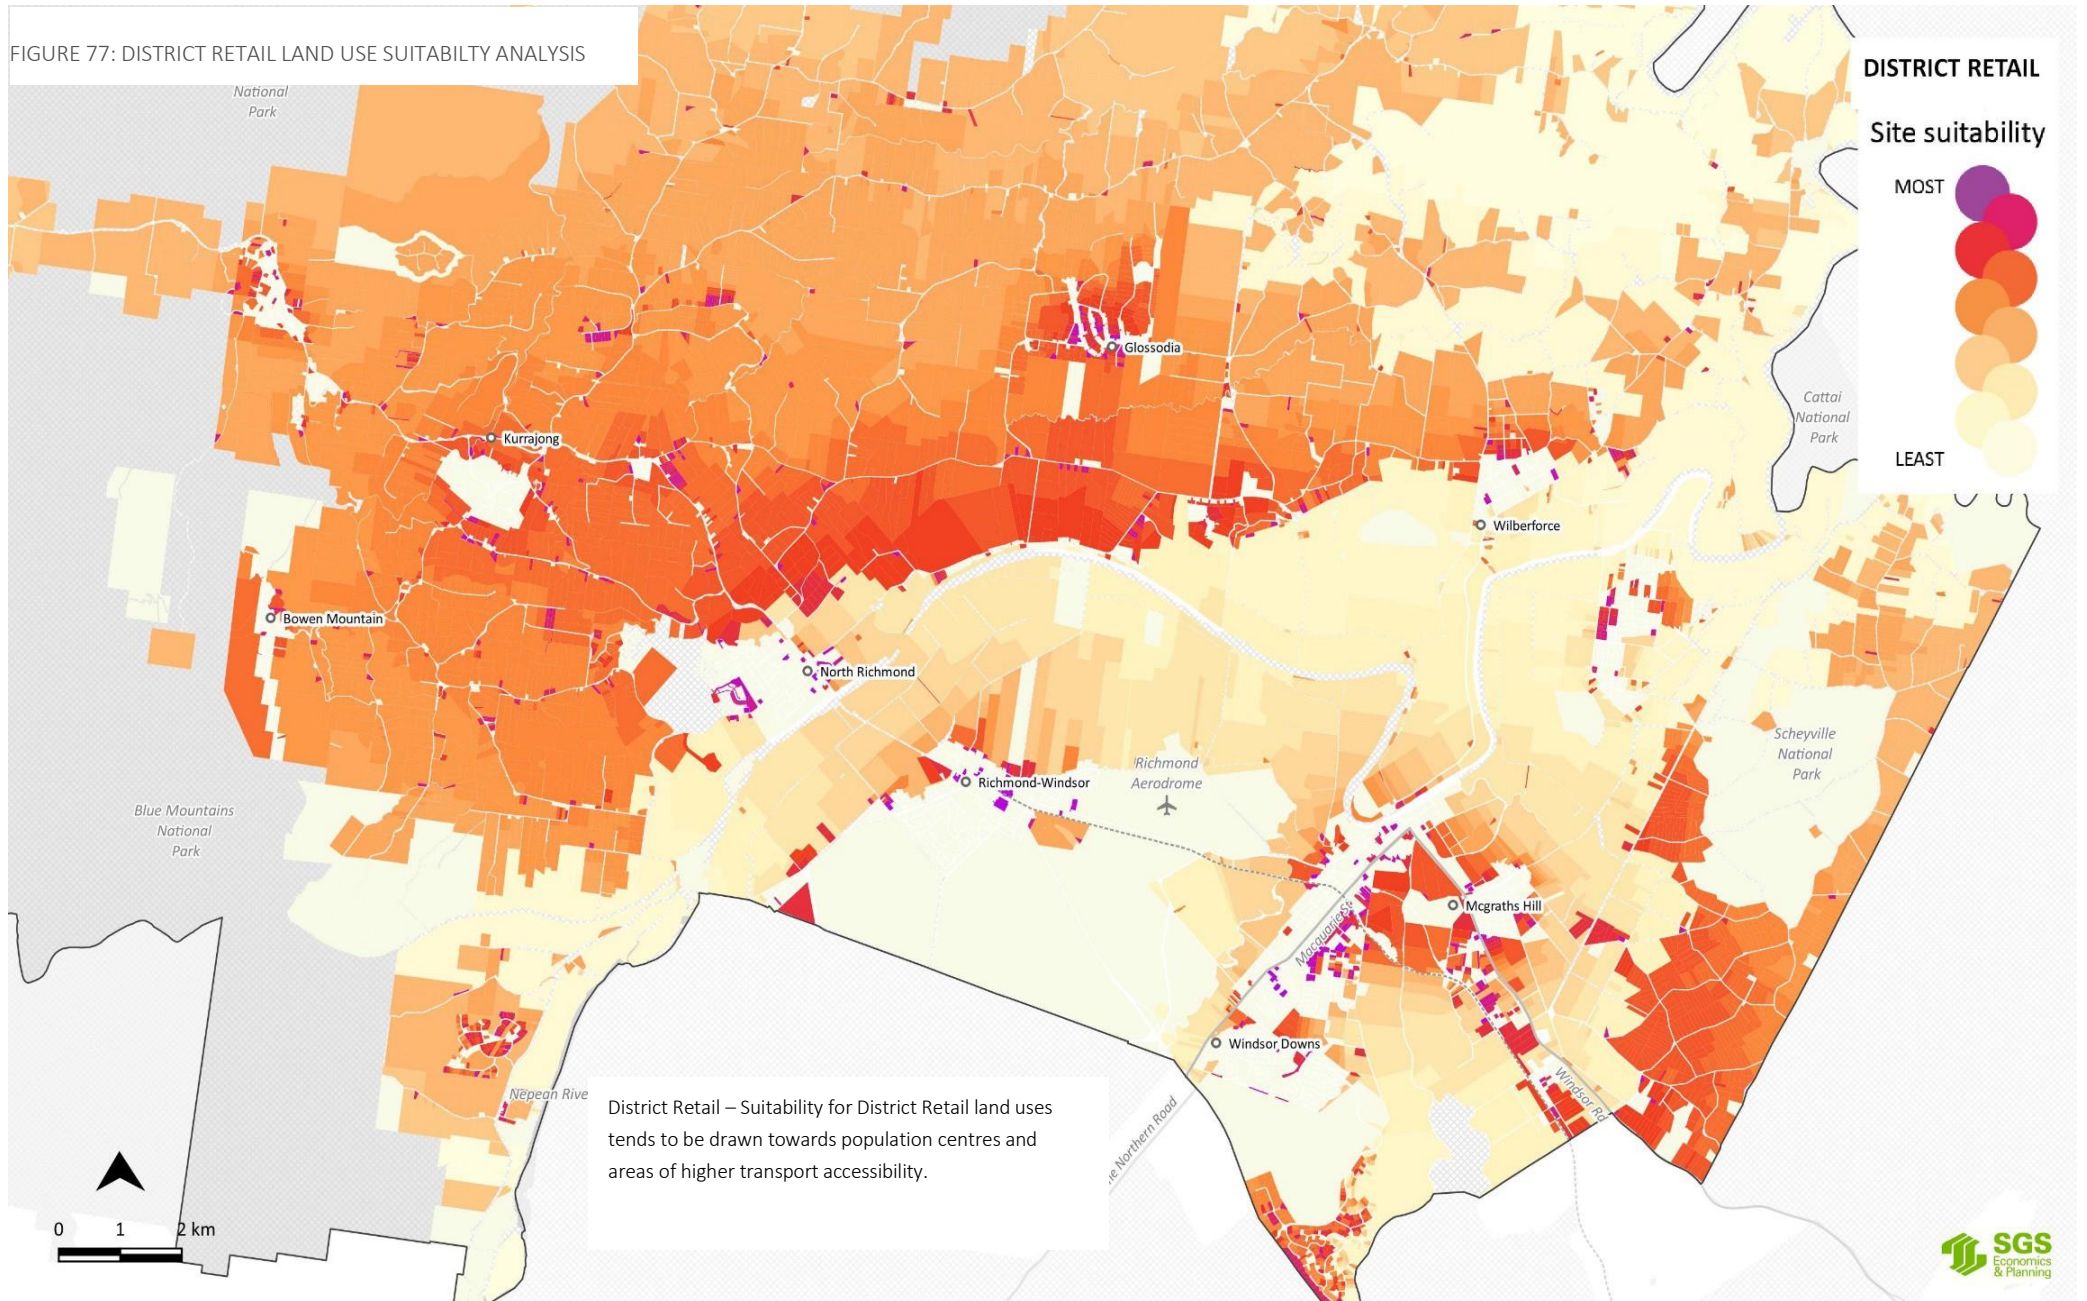 FIGURE 77: DISTRICT RETAIL LAND USE SUITABILTY ANALYSIS
DISTRICT RETAIL
Site suitability
MOST
LEAST
National
Park
Glossodia
Kurrajong
Cattai
National
Park
Wilberforce
Bowen Mountain
North Richmond
Scheyville
National
Park
Richmond
Aerodrome
Richmond-Windsor
Blue Mountains
National
Park
Mcgraths Hill
Macquarie St
Windsor Downs
Windsor Rd
Nepean Rive
he Northern Road
District Retail – Suitability for District Retail land uses
tends to be drawn towards population centres and
areas of higher transport accessibility.
0 1 2 km
SGS
Economics
& Planning